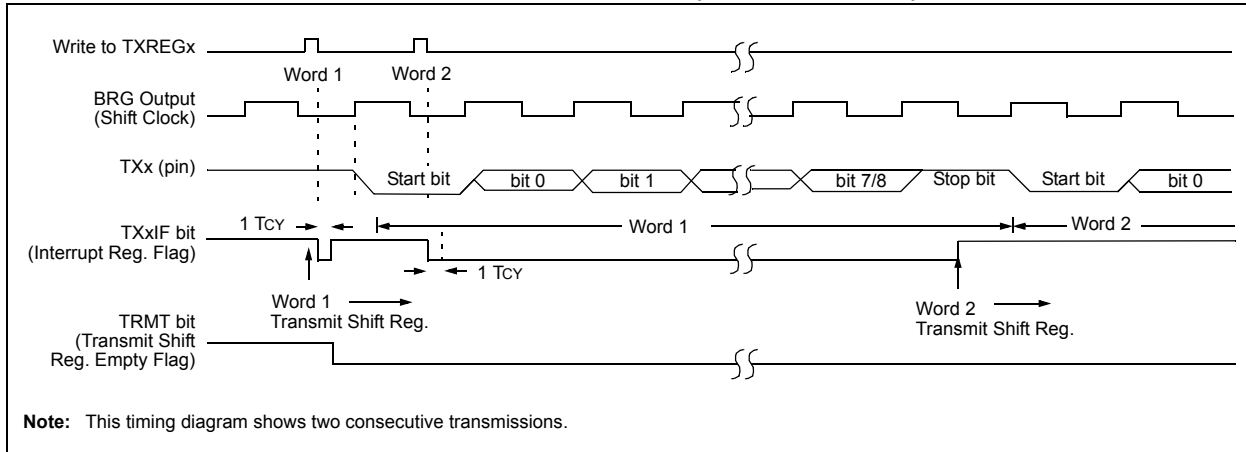 Write to TXREGx
Word 1
Word 2
BRG Output
(Shift Clock)
TXx (pin)
Start bit
bit 0
bit 1
bit 7/8
Stop bit
Start bit
bit 0
1 TCY
Word 1
Word 2
TXxIF bit
(Interrupt Reg. Flag)
1 TCY
Word 1
Transmit Shift Reg.
Word 2
Transmit Shift Reg.
TRMT bit
(Transmit Shift
Reg. Empty Flag)
Note: This timing diagram shows two consecutive transmissions.